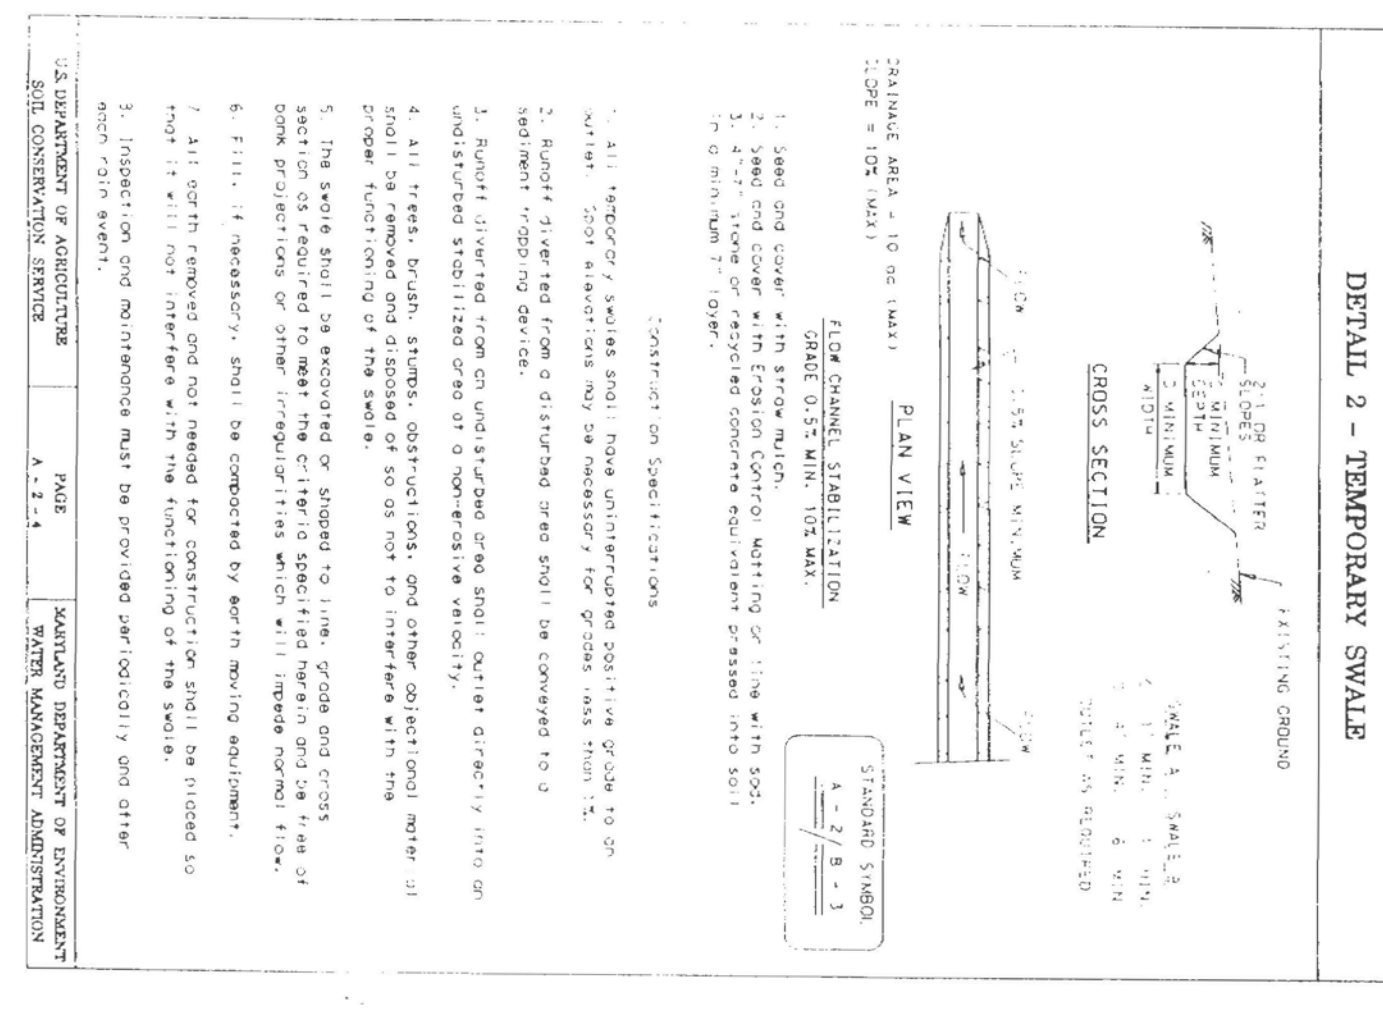 DETAIL 2 - TEMPORARY SWALE
EXISTING GROUND
2:1 OR FLATTER
SLOPES
MINIMUM
DEPTH
MINIMUM
WIDTH
CROSS SECTION
SWALE A SWALE B
1' MIN. 1' MIN.
4' MIN. 6' MIN
OUTLET AS REQUIRED
FLOW
0.5% SLOPE MINIMUM
FLOW
FLOW
PLAN VIEW
STANDARD SYMBOL
A - 2 / B - 3
DRAINAGE AREA = 10 ac (MAX)
SLOPE = 10% (MAX)
FLOW CHANNEL STABILIZATION
GRADE 0.5% MIN. 10% MAX.
1. Seed and cover with straw mulch.
2. Seed and cover with Erosion Control Matting or line with sod.
3. 4"-7" stone or recycled concrete equivalent pressed into soil
in a minimum 7" layer.
Construction Specifications
1. All temporary swales shall have uninterrupted positive grade to an
outlet. Spot elevations may be necessary for grades less than 1%.
2. Runoff diverted from a disturbed area shall be conveyed to a
sediment trapping device.
3. Runoff diverted from an undisturbed area shall outlet directly into an
undisturbed stabilized area at a non-erosive velocity.
4. All trees, brush, stumps, obstructions, and other objectional material
shall be removed and disposed of so as not to interfere with the
proper functioning of the swale.
5. The swale shall be excavated or shaped to line, grade and cross
section as required to meet the criteria specified herein and be free of
bank projections or other irregularities which will impede normal flow.
6. Fill, if necessary, shall be compacted by earth moving equipment.
7. All earth removed and not needed for construction shall be placed so
that it will not interfere with the functioning of the swale.
8. Inspection and maintenance must be provided periodically and after
each rain event.
U.S. DEPARTMENT OF AGRICULTURE
SOIL CONSERVATION SERVICE
PAGE
A - 2 - 4
MARYLAND DEPARTMENT OF ENVIRONMENT
WATER MANAGEMENT ADMINISTRATION